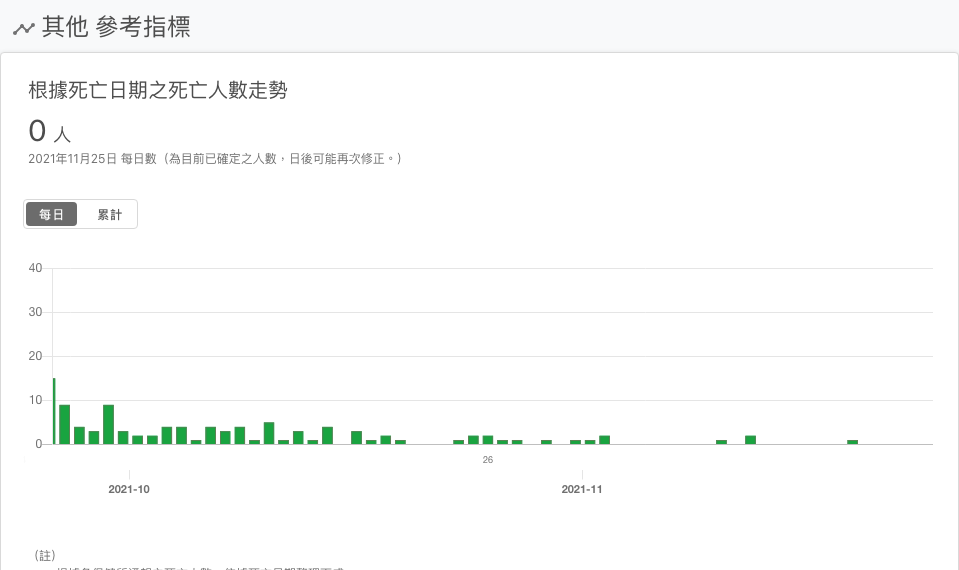 其他 參考指標
根據死亡日期之死亡人數走勢
0 人
2021年11月25日 每日數（為目前已確定之人數，日後可能再次修正。）
每日 累計
40
30
20
10
0
26
2021-10 2021-11
（註）